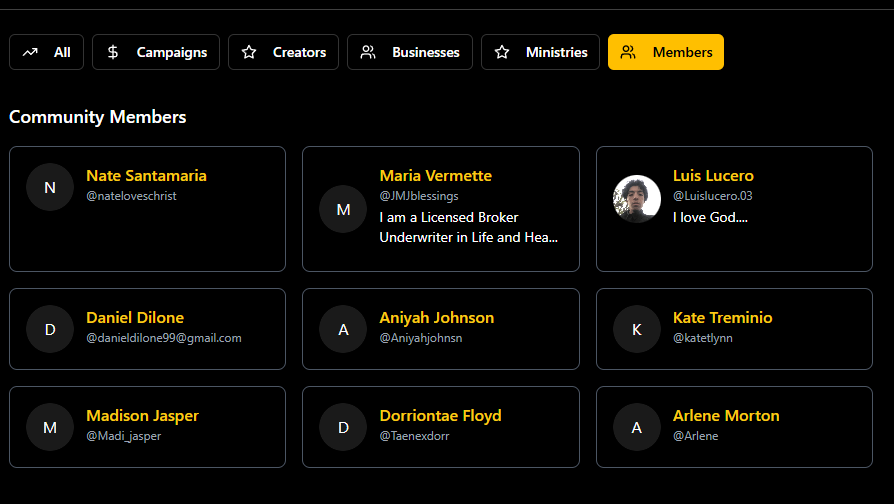 All
Campaigns
Creators
Businesses
Ministries
Members
Community Members
N
Nate Santamaria
@nateloveschrist
M
Maria Vermette
@JMJblessings
I am a Licensed Broker
Underwriter in Life and Hea...
Luis Lucero
@Luislucero.03
I love God....
D
Daniel Dilone
@danieldilone99@gmail.com
A
Aniyah Johnson
@Aniyahjohnsn
K
Kate Treminio
@katetlynn
M
Madison Jasper
@Madi_jasper
D
Dorriontae Floyd
@Taenexdorr
A
Arlene Morton
@Arlene